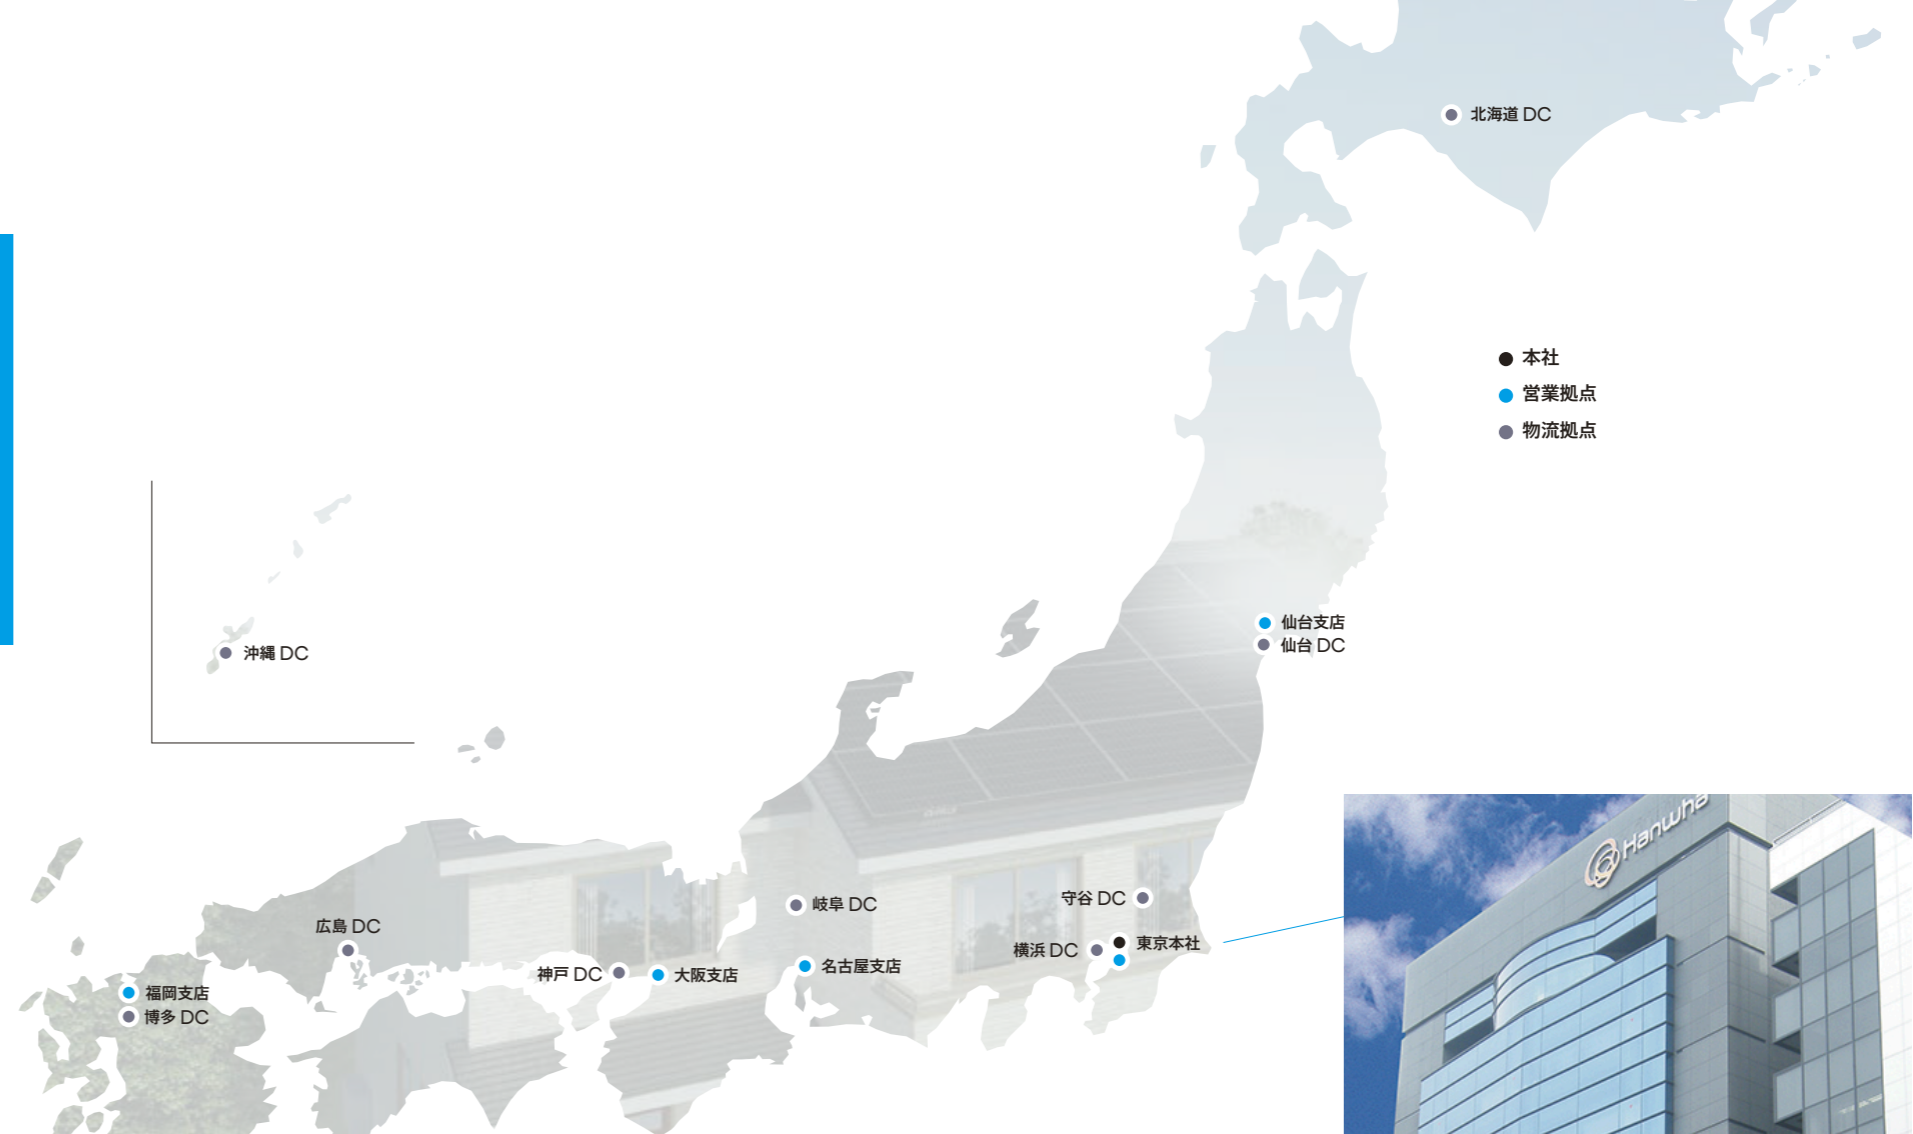 北海道 DC
本社
営業拠点
物流拠点
仙台支店
仙台 DC
沖縄 DC
Hanwha
岐阜 DC
守谷 DC
広島 DC
東京本社
横浜 DC
名古屋支店
神戸 DC
大阪支店
福岡支店
博多 DC